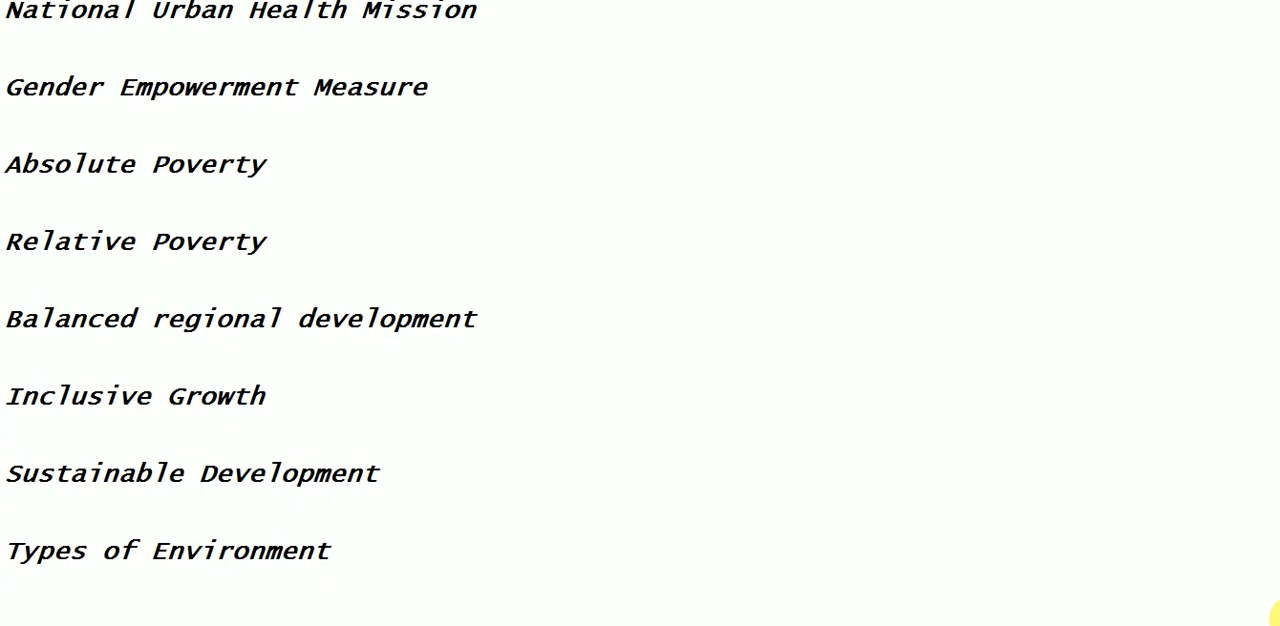 National Urban Health Mission
Gender Empowerment Measure
Absolute Poverty
Relative Poverty
Balanced regional development
Inclusive Growth
Sustainable Development
Types of Environment